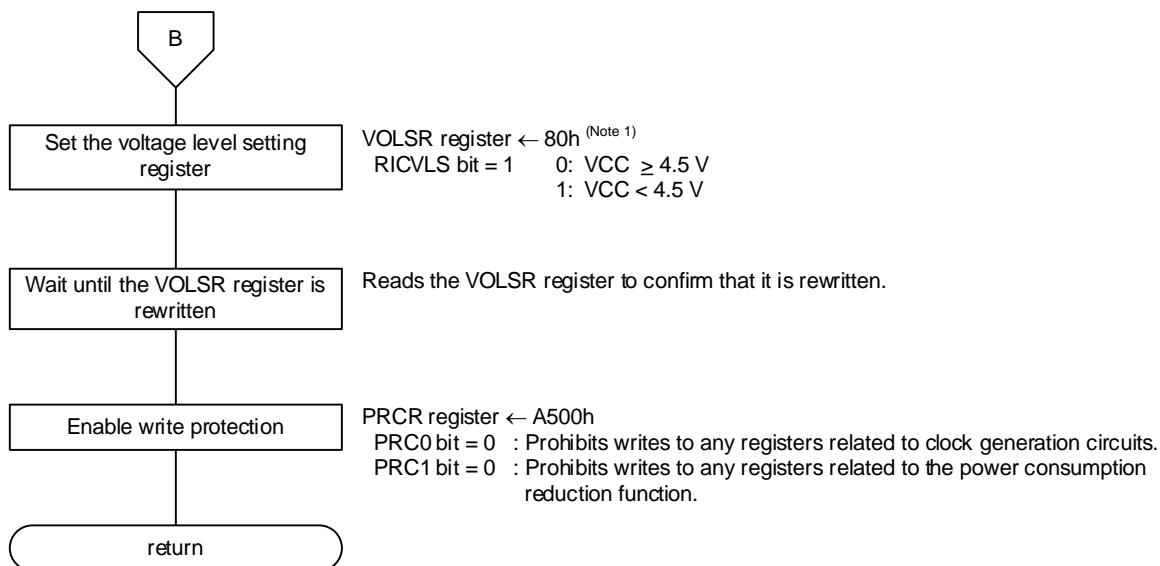 B
Set the voltage level setting
register
VOLSR register ← 80h (Note 1)
RICVLS bit = 1 0: VCC ≥ 4.5 V
1: VCC < 4.5 V
Wait until the VOLSR register is
rewritten
Reads the VOLSR register to confirm that it is rewritten.
Enable write protection
PRCR register ← A500h
PRC0 bit = 0 : Prohibits writes to any registers related to clock generation circuits.
PRC1 bit = 0 : Prohibits writes to any registers related to the power consumption
reduction function.
return